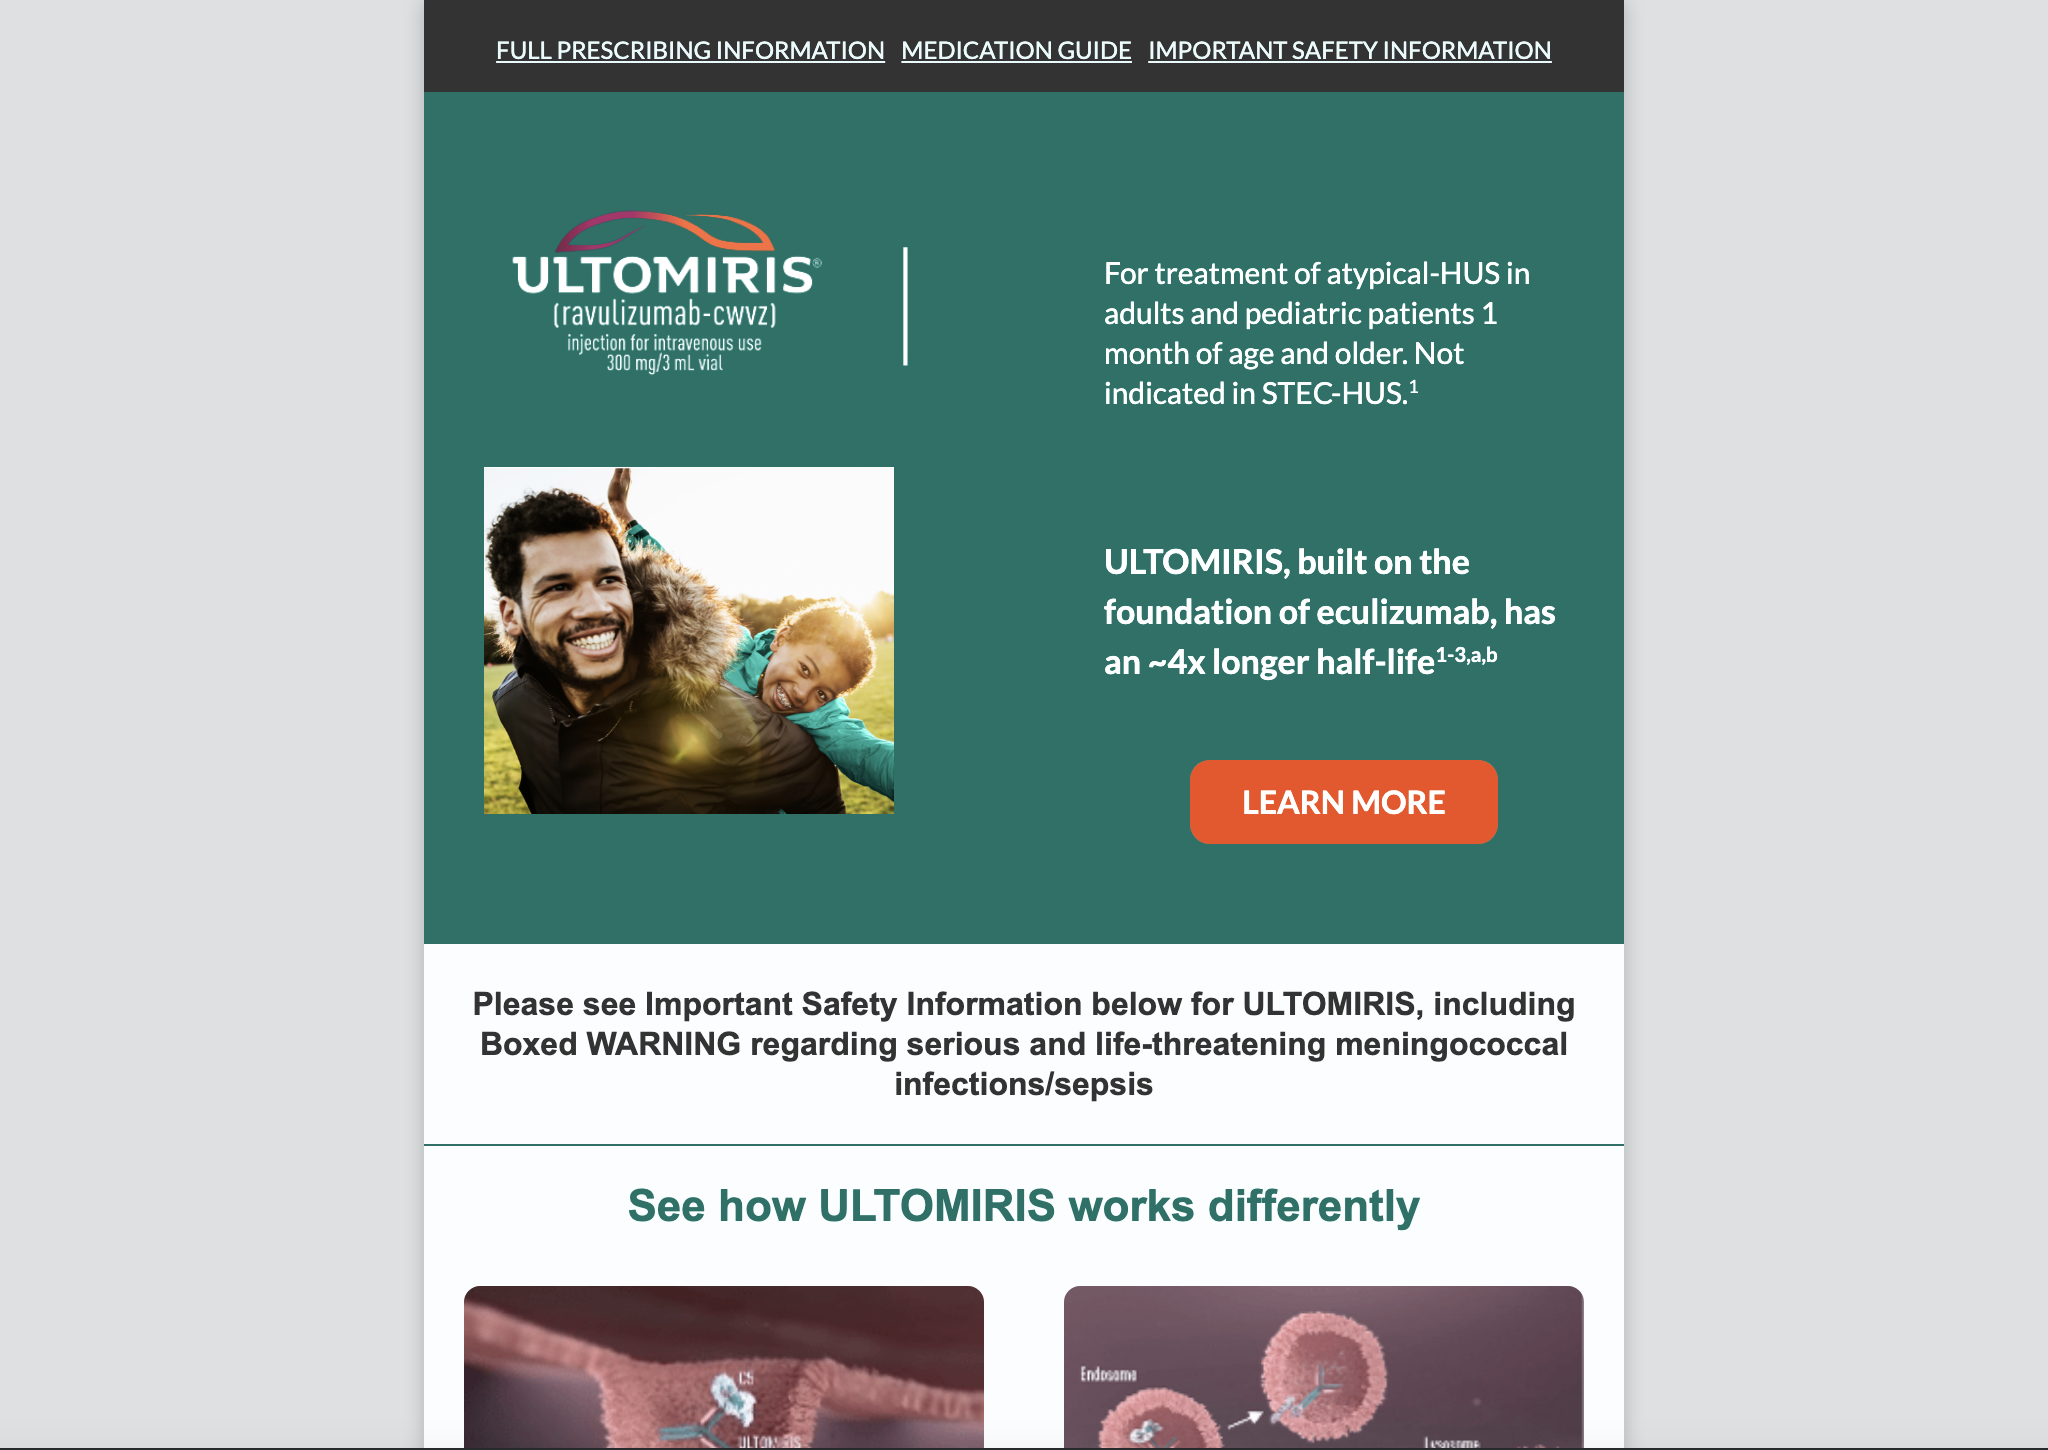 FULL PRESCRIBING INFORMATION MEDICATION GUIDE IMPORTANT SAFETY INFORMATION
ULTOMIRIS®
(ravulizumab-cwvz)
injection for intravenous use
300 mg/3 mL vial
For treatment of atypical-HUS in
adults and pediatric patients 1
month of age and older. Not
indicated in STEC-HUS.1
ULTOMIRIS, built on the
foundation of eculizumab, has
an ~4x longer half-life1-3,a,b
LEARN MORE
Please see Important Safety Information below for ULTOMIRIS, including
Boxed WARNING regarding serious and life-threatening meningococcal
infections/sepsis
See how ULTOMIRIS works differently
C5
ULTOMIRIS
Endosome
Lysosome